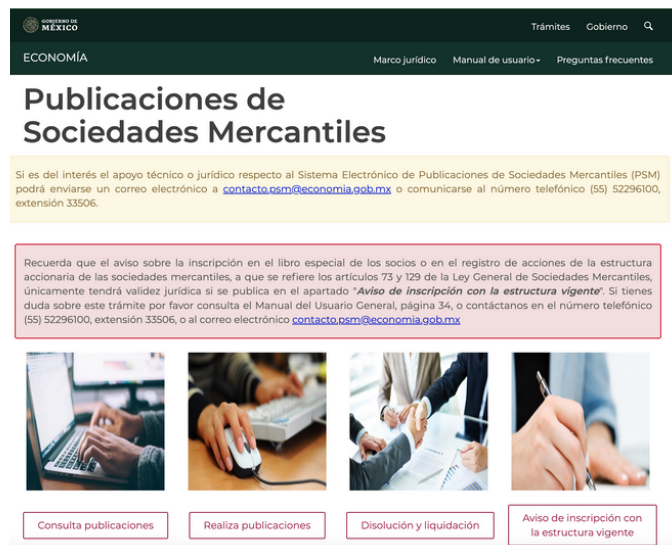 GOBIERNO DE
MÉXICO
Trámites Gobierno
ECONOMÍA
Marco jurídico Manual de usuario Preguntas frecuentes
Publicaciones de
Sociedades Mercantiles
Si es del interés el apoyo técnico o jurídico respecto al Sistema Electrónico de Publicaciones de Sociedades Mercantiles (PSM)
podrá enviarse un correo electrónico a contacto.psm@economia.gob.mx o comunicarse al número telefónico (55) 52296100,
extensión 33506.
Recuerda que el aviso sobre la inscripción en el libro especial de los socios o en el registro de acciones de la estructura
accionaria de las sociedades mercantiles, a que se refiere los artículos 73 y 129 de la Ley General de Sociedades Mercantiles,
únicamente tendrá validez jurídica si se publica en el apartado "Aviso de inscripción con la estructura vigente". Si tienes
duda sobre este trámite por favor consulta el Manual del Usuario General, página 34, o contáctanos en el número telefónico
(55) 52296100, extensión 33506, o al correo electrónico contacto.psm@economia.gob.mx
Consulta publicaciones
Realiza publicaciones
Disolución y liquidación
Aviso de inscripción con
la estructura vigente